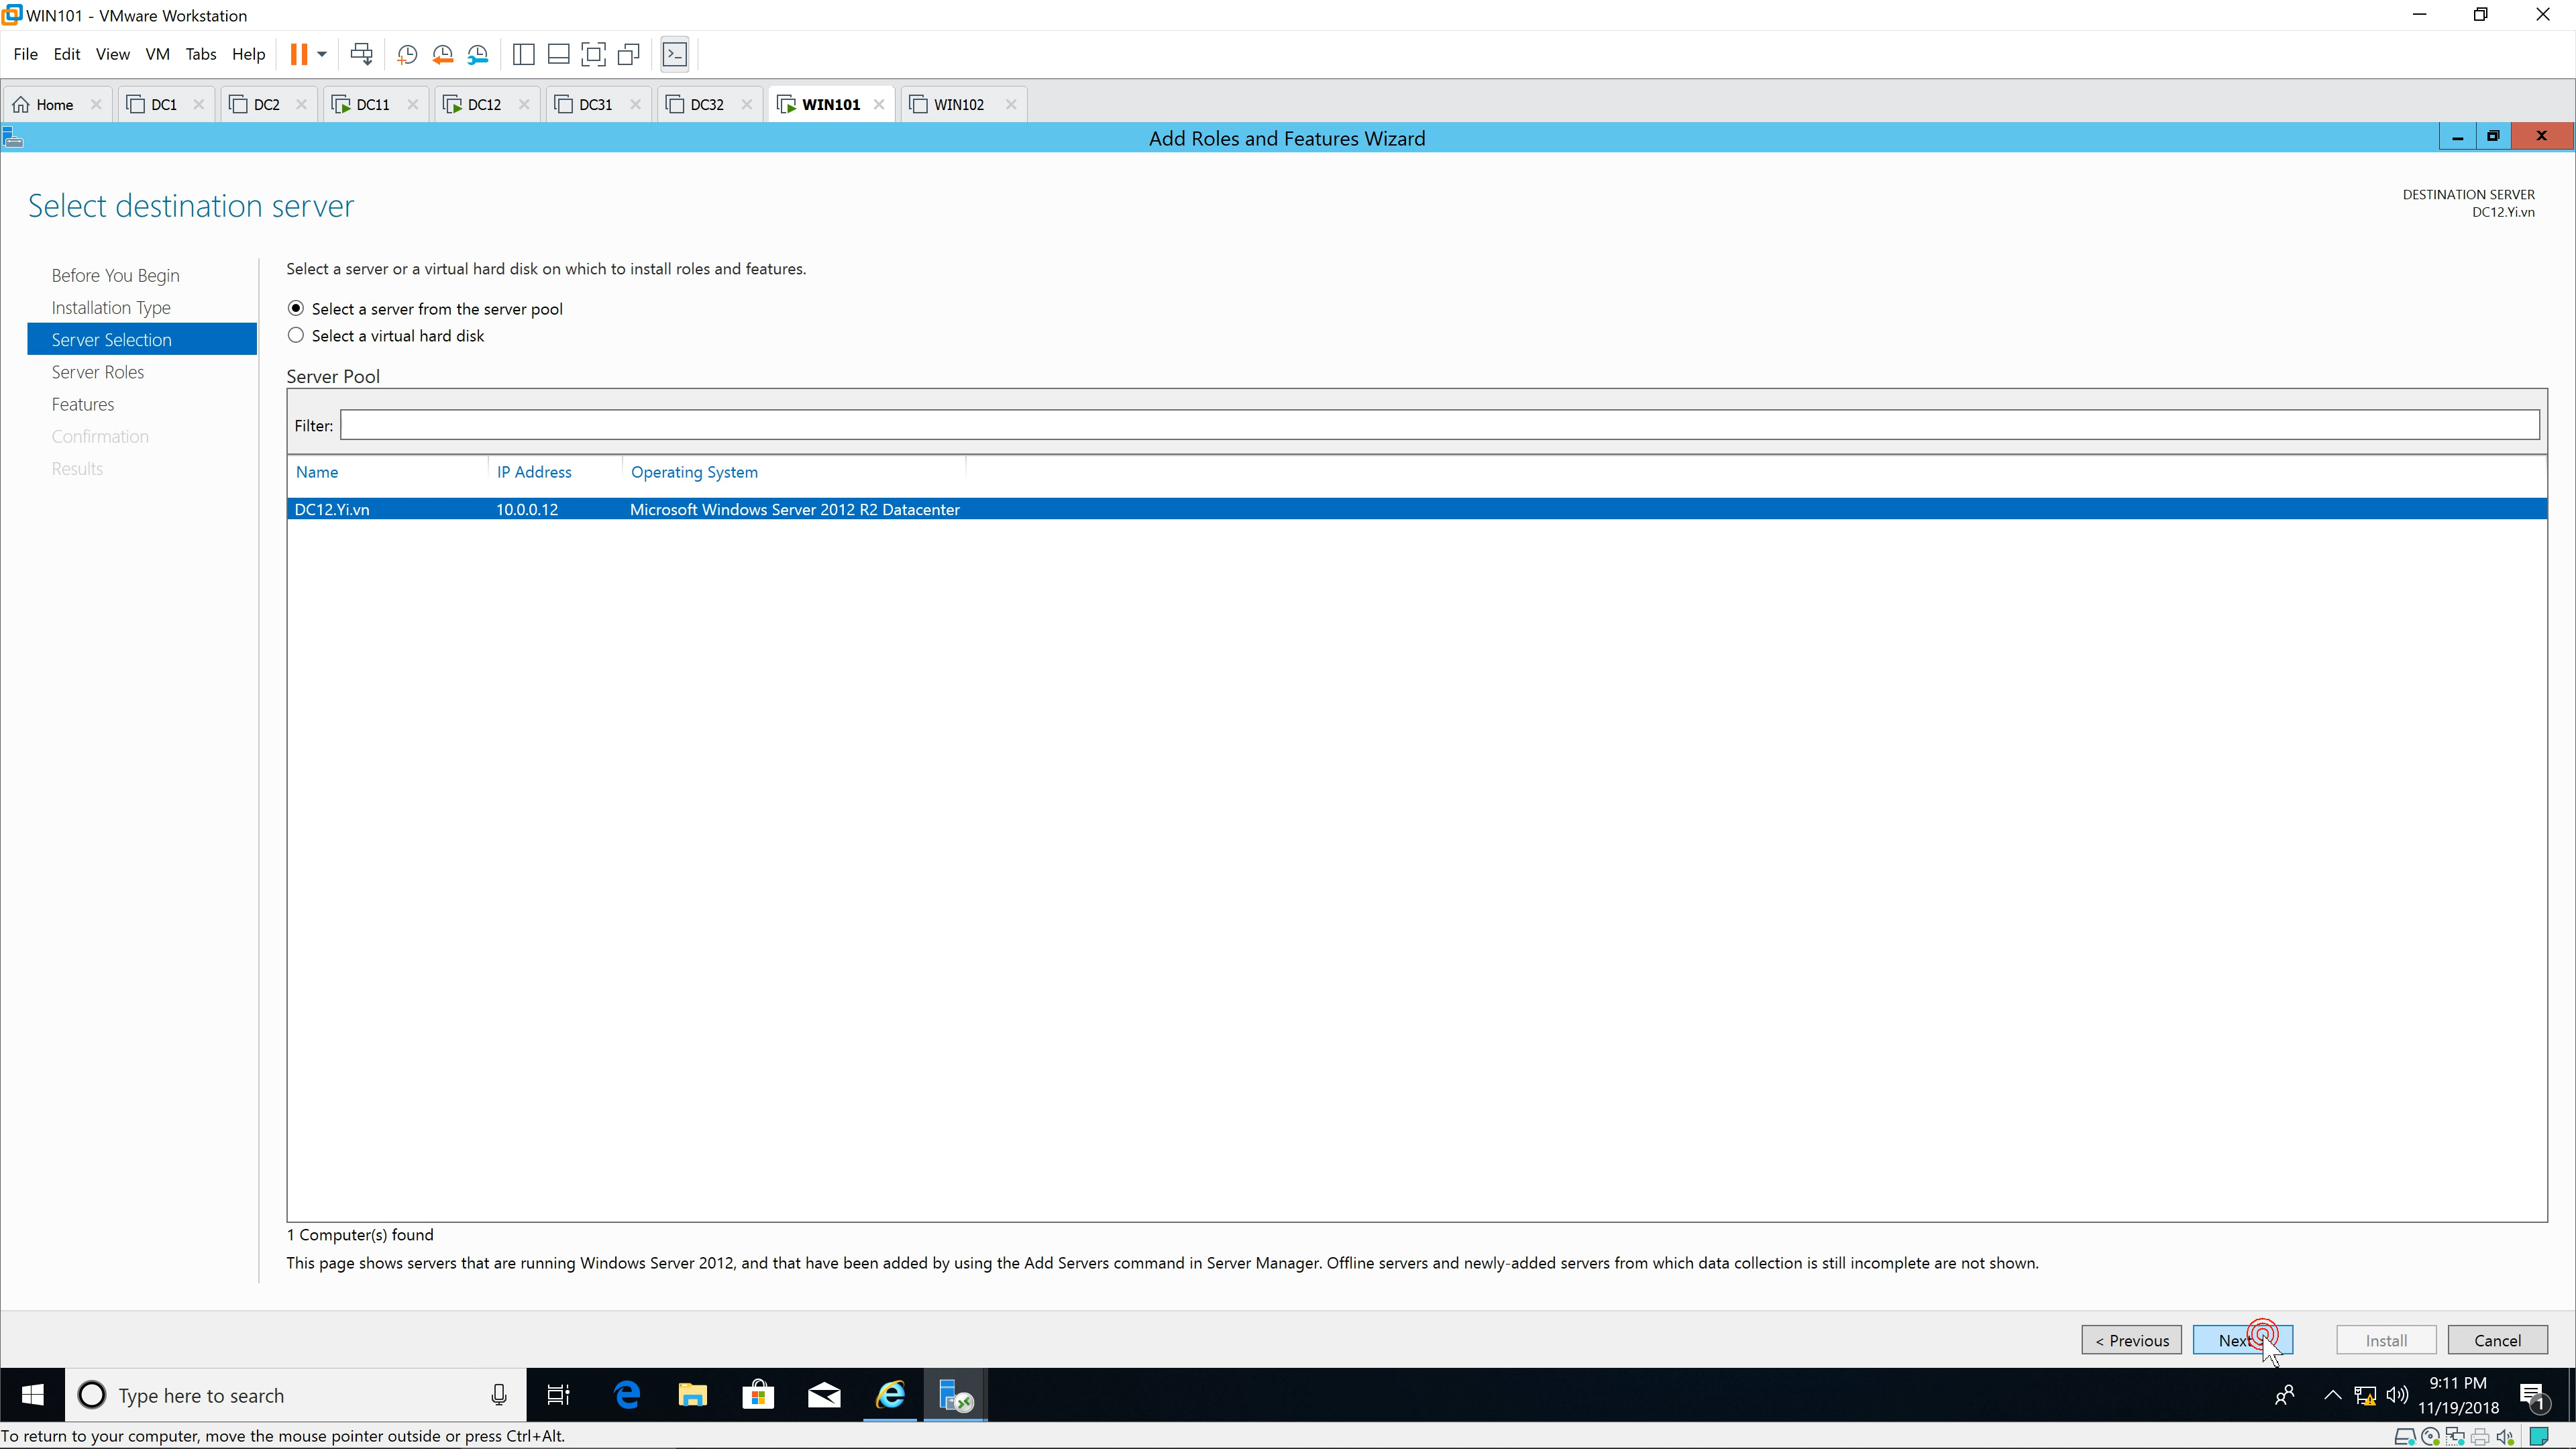 WIN101 - VMware Workstation
File Edit View VM Tabs Help
Home DC1 DC2 DC11 DC12 DC31 DC32 WIN101 WIN102
Add Roles and Features Wizard
Select destination server
DESTINATION SERVER
DC12.Yi.vn
Before You Begin
Installation Type
Server Selection
Server Roles
Features
Confirmation
Results
Select a server or a virtual hard disk on which to install roles and features.
Select a server from the server pool
Select a virtual hard disk
Server Pool
Filter:
Name IP Address Operating System
DC12.Yi.vn 10.0.0.12 Microsoft Windows Server 2012 R2 Datacenter
1 Computer(s) found
This page shows servers that are running Windows Server 2012, and that have been added by using the Add Servers command in Server Manager. Offline servers and newly-added servers from which data collection is still incomplete are not shown.
< Previous Next Install Cancel
Type here to search
9:11 PM
11/19/2018
1
To return to your computer, move the mouse pointer outside or press Ctrl+Alt.